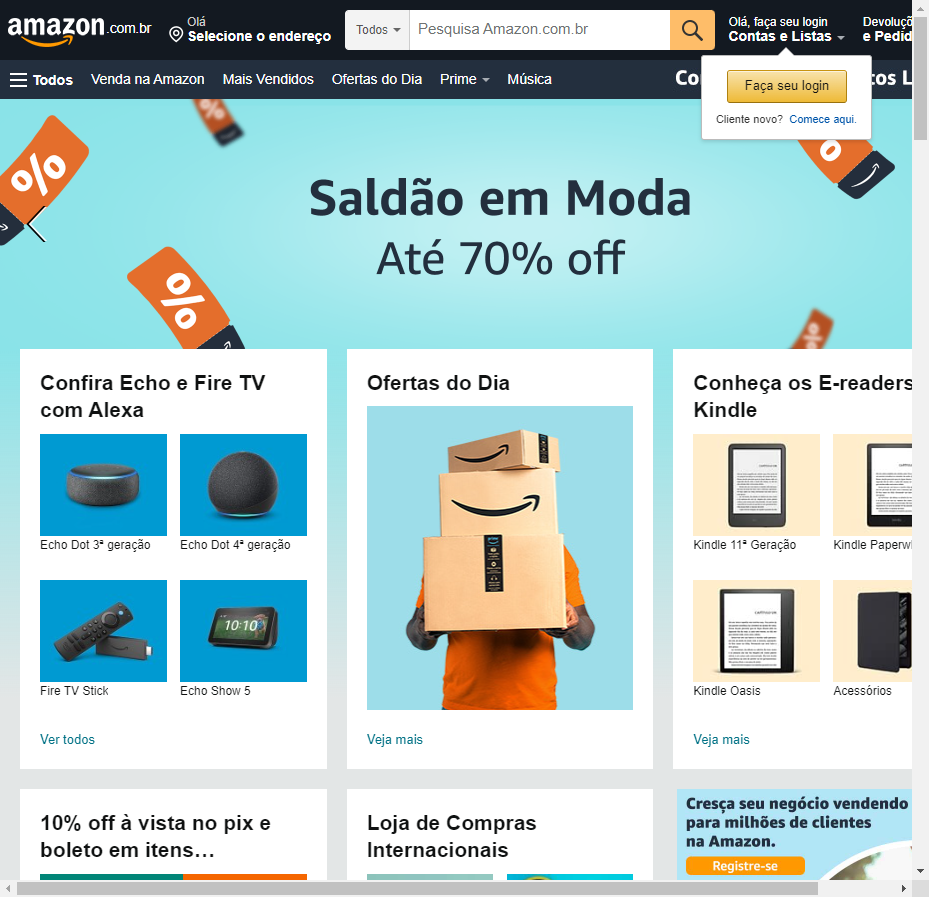 amazon.com.br
Olá
Selecione o endereço
Todos
Pesquisa Amazon.com.br
Olá, faça seu login
Contas e Listas
Devoluçõ
e Pedid
Todos
Venda na Amazon
Mais Vendidos
Ofertas do Dia
Prime
Música
Co
tos L
Faça seu login
Cliente novo? Comece aqui.
%
%
%
Saldão em Moda
Até 70% off
Confira Echo e Fire TV
com Alexa
Echo Dot 3ª geração
Echo Dot 4ª geração
10:10
Fire TV Stick
Echo Show 5
Ver todos
Ofertas do Dia
Veja mais
Conheça os E-readers
Kindle
Kindle 11ª Geração
Kindle Paperwh
Kindle Oasis
Acessórios
Veja mais
10% off à vista no pix e
boleto em itens…
Loja de Compras
Internacionais
Cresça seu negócio vendendo
para milhões de clientes
na Amazon.
Registre-se